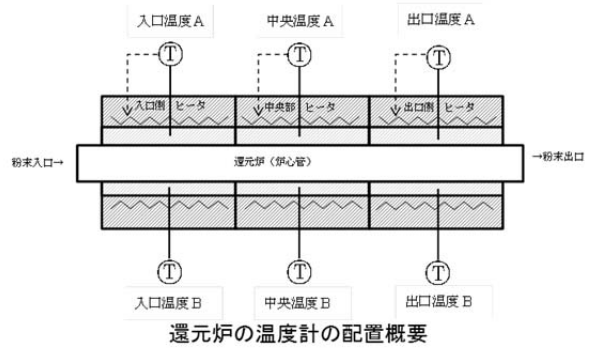 入口温度A
中央温度A
出口温度A
T
T
T
入口側 ヒータ
中央部 ヒータ
出口側 ヒータ
粉末入口→
還元炉（炉心管）
→粉末出口
T
T
T
入口温度B
中央温度B
出口温度B
還元炉の温度計の配置概要